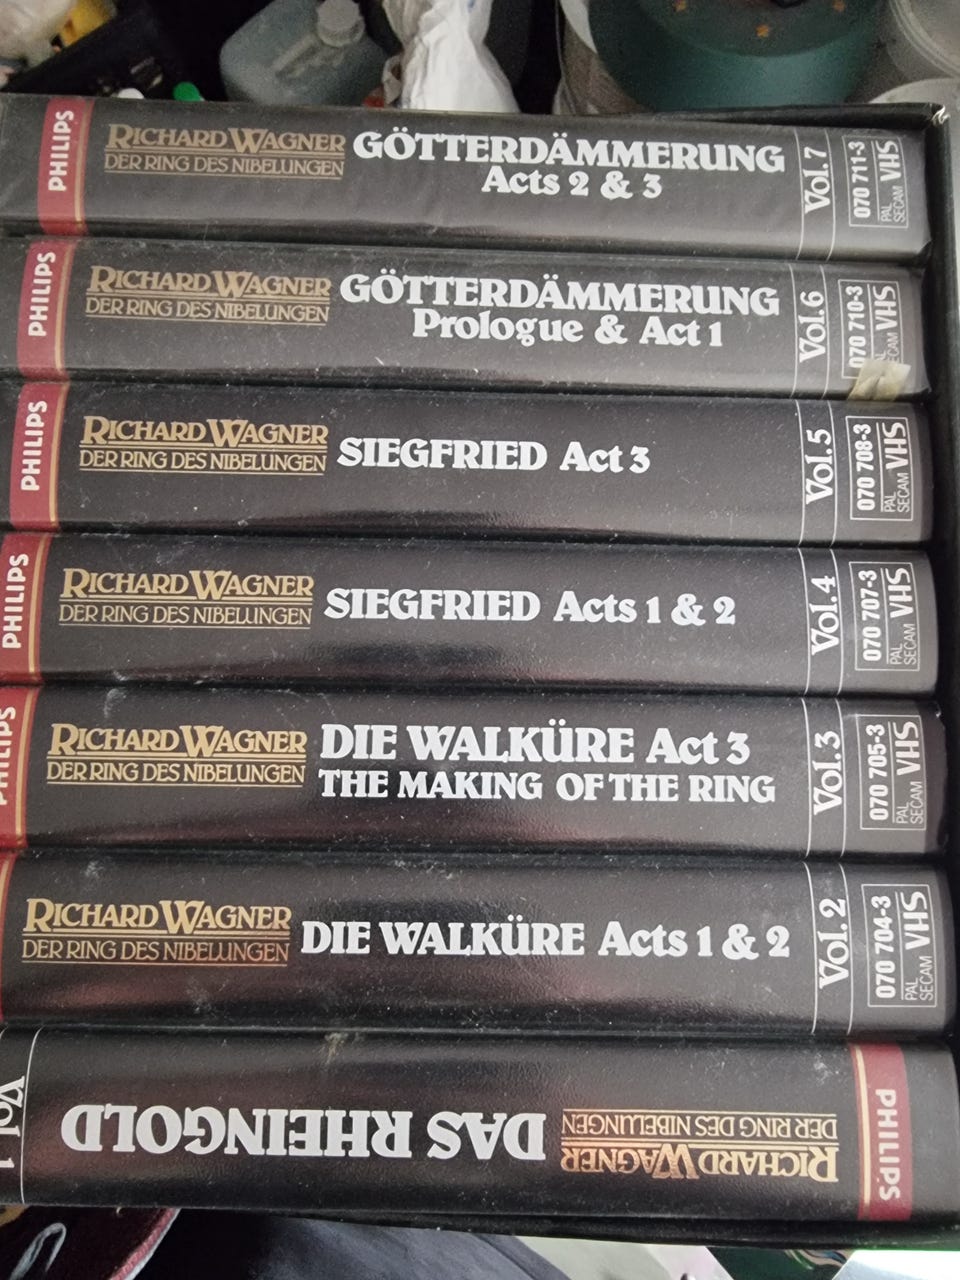 PHILIPS
RICHARD WAGNER
DER RING DES NIBELUNGEN
GÖTTERDÄMMERUNG
Acts 2 & 3
Vol.7
070 711-3
PAL
SECAM
VHS
PHILIPS
RICHARD WAGNER
DER RING DES NIBELUNGEN
GÖTTERDÄMMERUNG
Prologue & Act 1
Vol.6
070 710-3
VHS
PHILIPS
RICHARD WAGNER
DER RING DES NIBELUNGEN
SIEGFRIED Act 3
Vol.5
070 708-3
PAL
SECAM
VHS
PHILIPS
RICHARD WAGNER
DER RING DES NIBELUNGEN
SIEGFRIED Acts 1 & 2
Vol.4
070 707-3
PAL
SECAM
VHS
PHILIPS
RICHARD WAGNER
DER RING DES NIBELUNGEN
DIE WALKÜRE Act 3
THE MAKING OF THE RING
Vol.3
070 705-3
PAL
SECAM
VHS
RICHARD WAGNER
DER RING DES NIBELUNGEN
DIE WALKÜRE Acts 1 & 2
Vol.2
070 704-3
PAL
SECAM
VHS
PHILIPS
RICHARD WAGNER
DER RING DES NIBELUNGEN
DAS RHEINGOLD
Vol.1